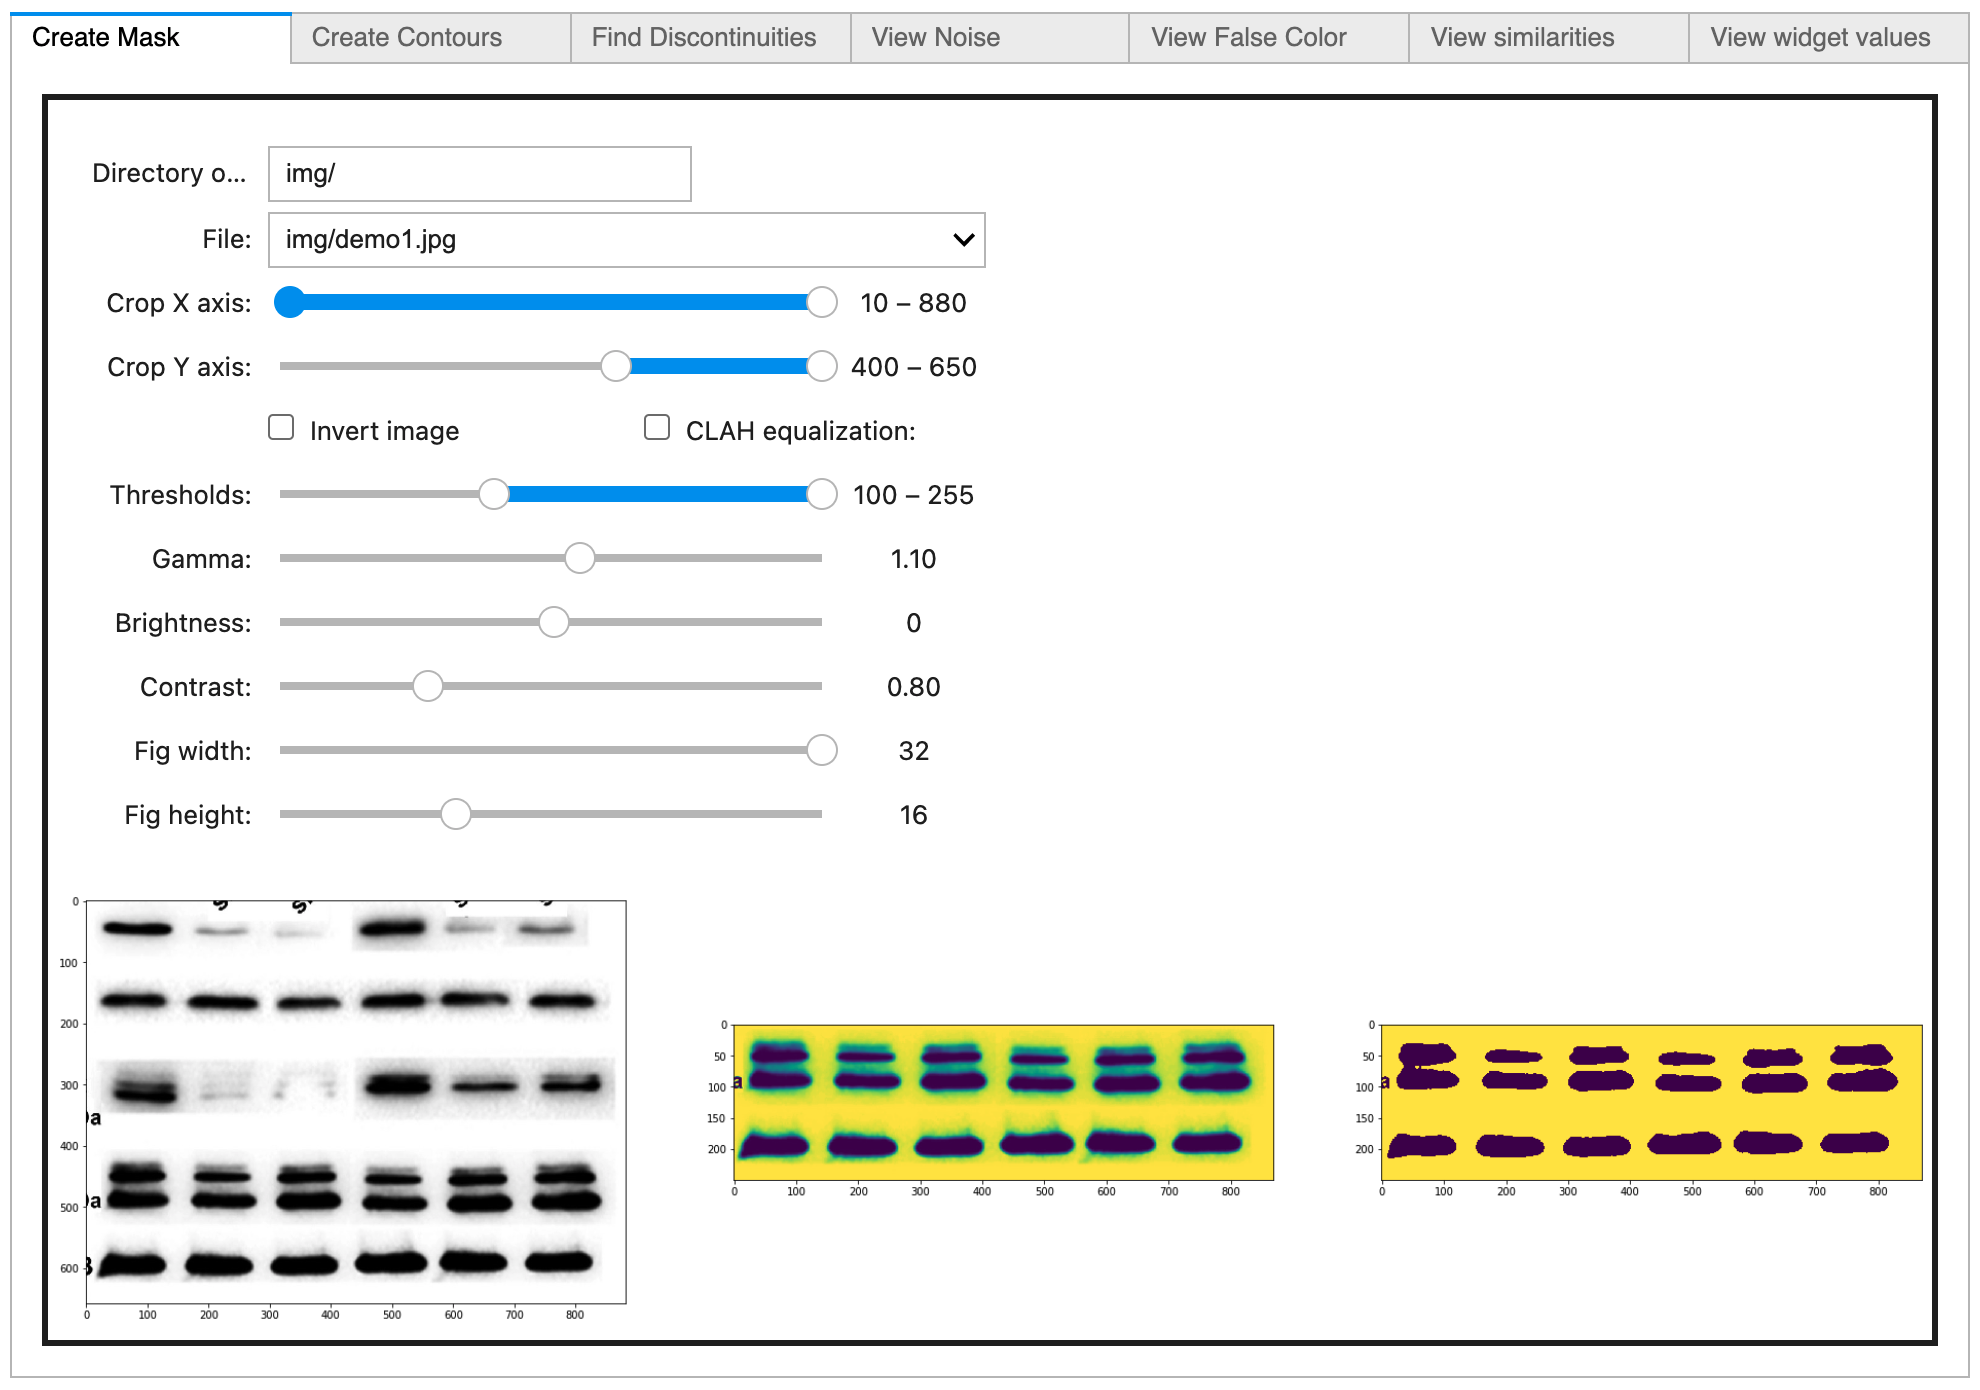 Create Mask Create Contours Find Discontinuities View Noise View False Color View similarities View widget values
Directory o... img/
File: img/demo1.jpg
Crop X axis: 10 – 880
Crop Y axis: 400 – 650
Invert image CLAH equalization:
Thresholds: 100 – 255
Gamma: 1.10
Brightness: 0
Contrast: 0.80
Fig width: 32
Fig height: 16
0
100
200
300
a
400
a
500
600
0 100 200 300 400 500 600 700 800
0
50
100 a
150
200
0 100 200 300 400 500 600 700 800
0
50
100 a
150
200
0 100 200 300 400 500 600 700 800